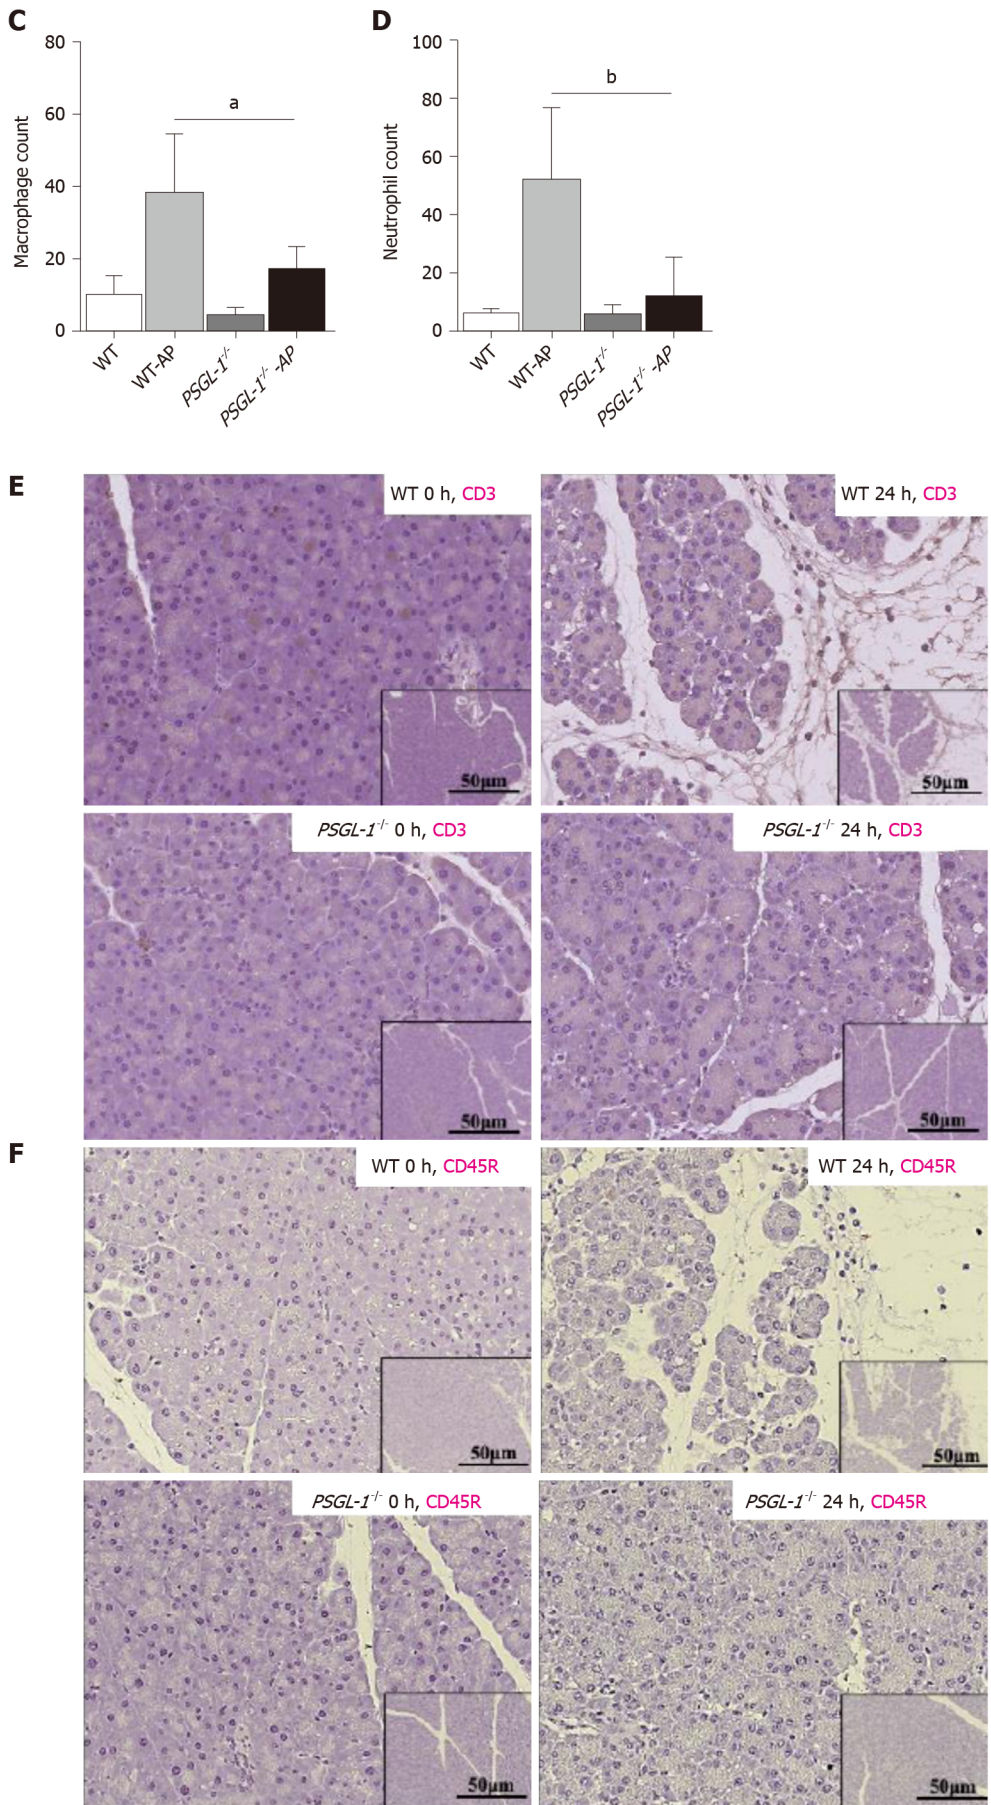 C
80
60
40
20
0
Macrophage count
a
WT
WT-AP
PSGL-1-/-
PSGL-1-/- -AP
D
100
80
60
40
20
0
Neutrophil count
b
WT
WT-AP
PSGL-1-/-
PSGL-1-/- -AP
E
WT 0 h, CD3
50μm
WT 24 h, CD3
50μm
PSGL-1-/- 0 h, CD3
50μm
PSGL-1-/- 24 h, CD3
50μm
F
WT 0 h, CD45R
50μm
WT 24 h, CD45R
50μm
PSGL-1-/- 0 h, CD45R
50μm
PSGL-1-/- 24 h, CD45R
50μm